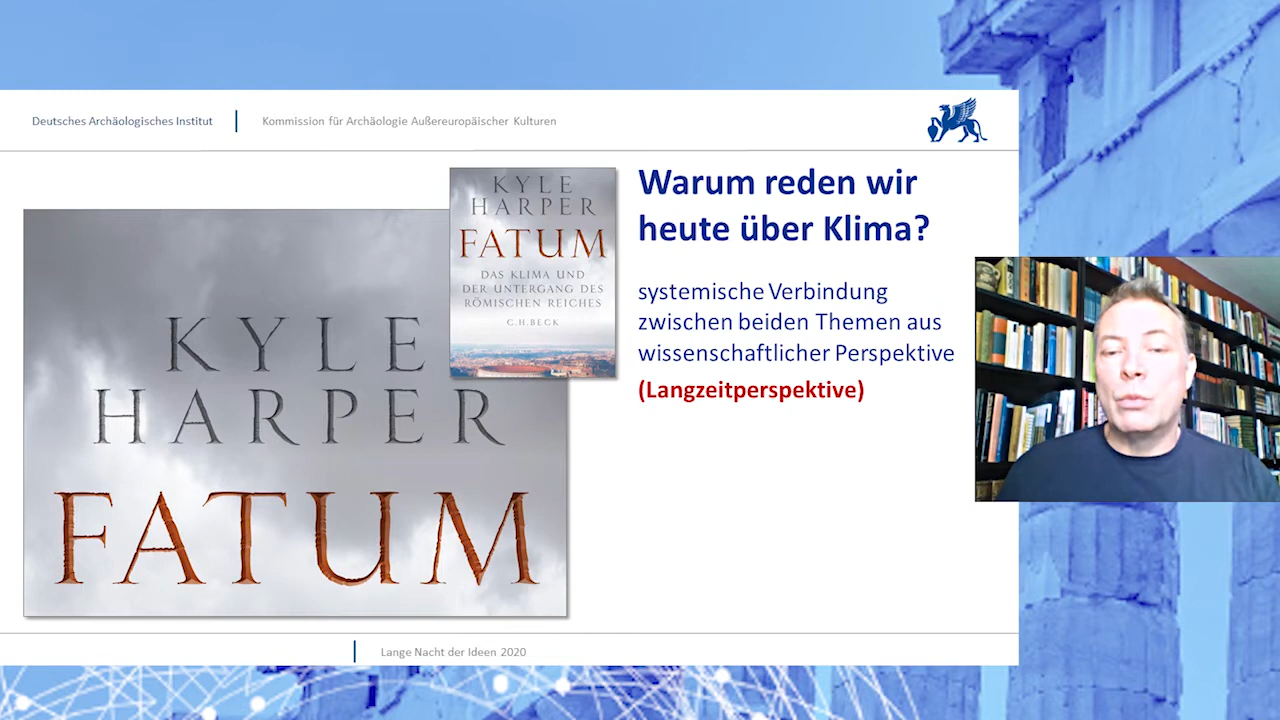 Deutsches Archäologisches Institut
Kommission für Archäologie Außereuropäischer Kulturen
KYLE
HARPER
FATUM
KYLE
HARPER
FATUM
DAS KLIMA UND
DER UNTERGANG DES
RÖMISCHEN REICHES
C.H.BECK
Warum reden wir
heute über Klima?
systemische Verbindung
zwischen beiden Themen aus
wissenschaftlicher Perspektive
(Langzeitperspektive)
Lange Nacht der Ideen 2020